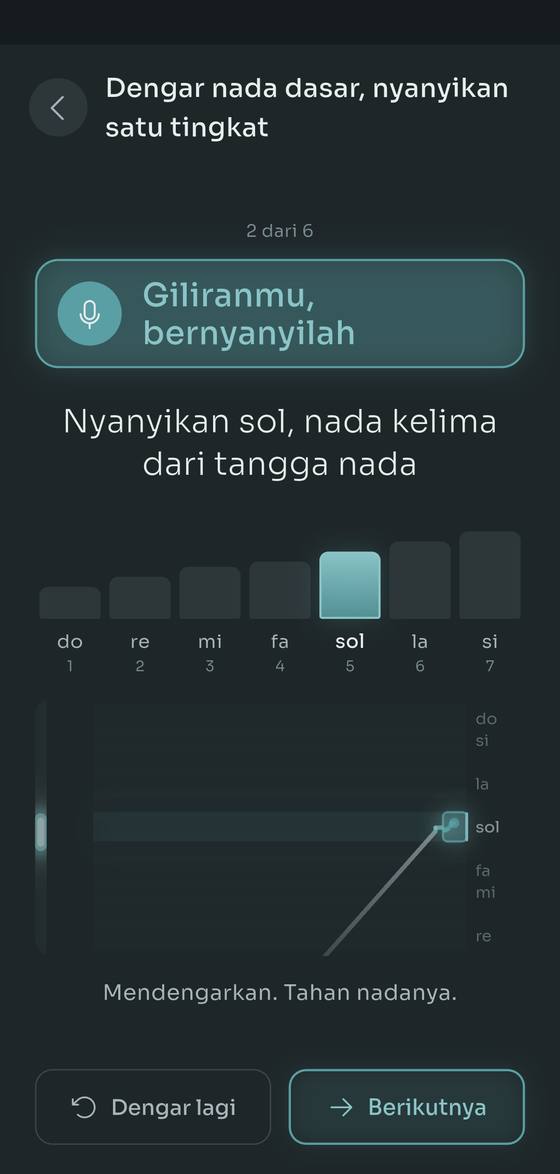 Dengar nada dasar, nyanyikan
satu tingkat
2 dari 6
Giliranmu,
bernyanyilah
Nyanyikan sol, nada kelima
dari tangga nada
do re mi fa sol la si
1 2 3 4 5 6 7
do
si
la
sol
fa
mi
re
Mendengarkan. Tahan nadanya.
Dengar lagi
Berikutnya